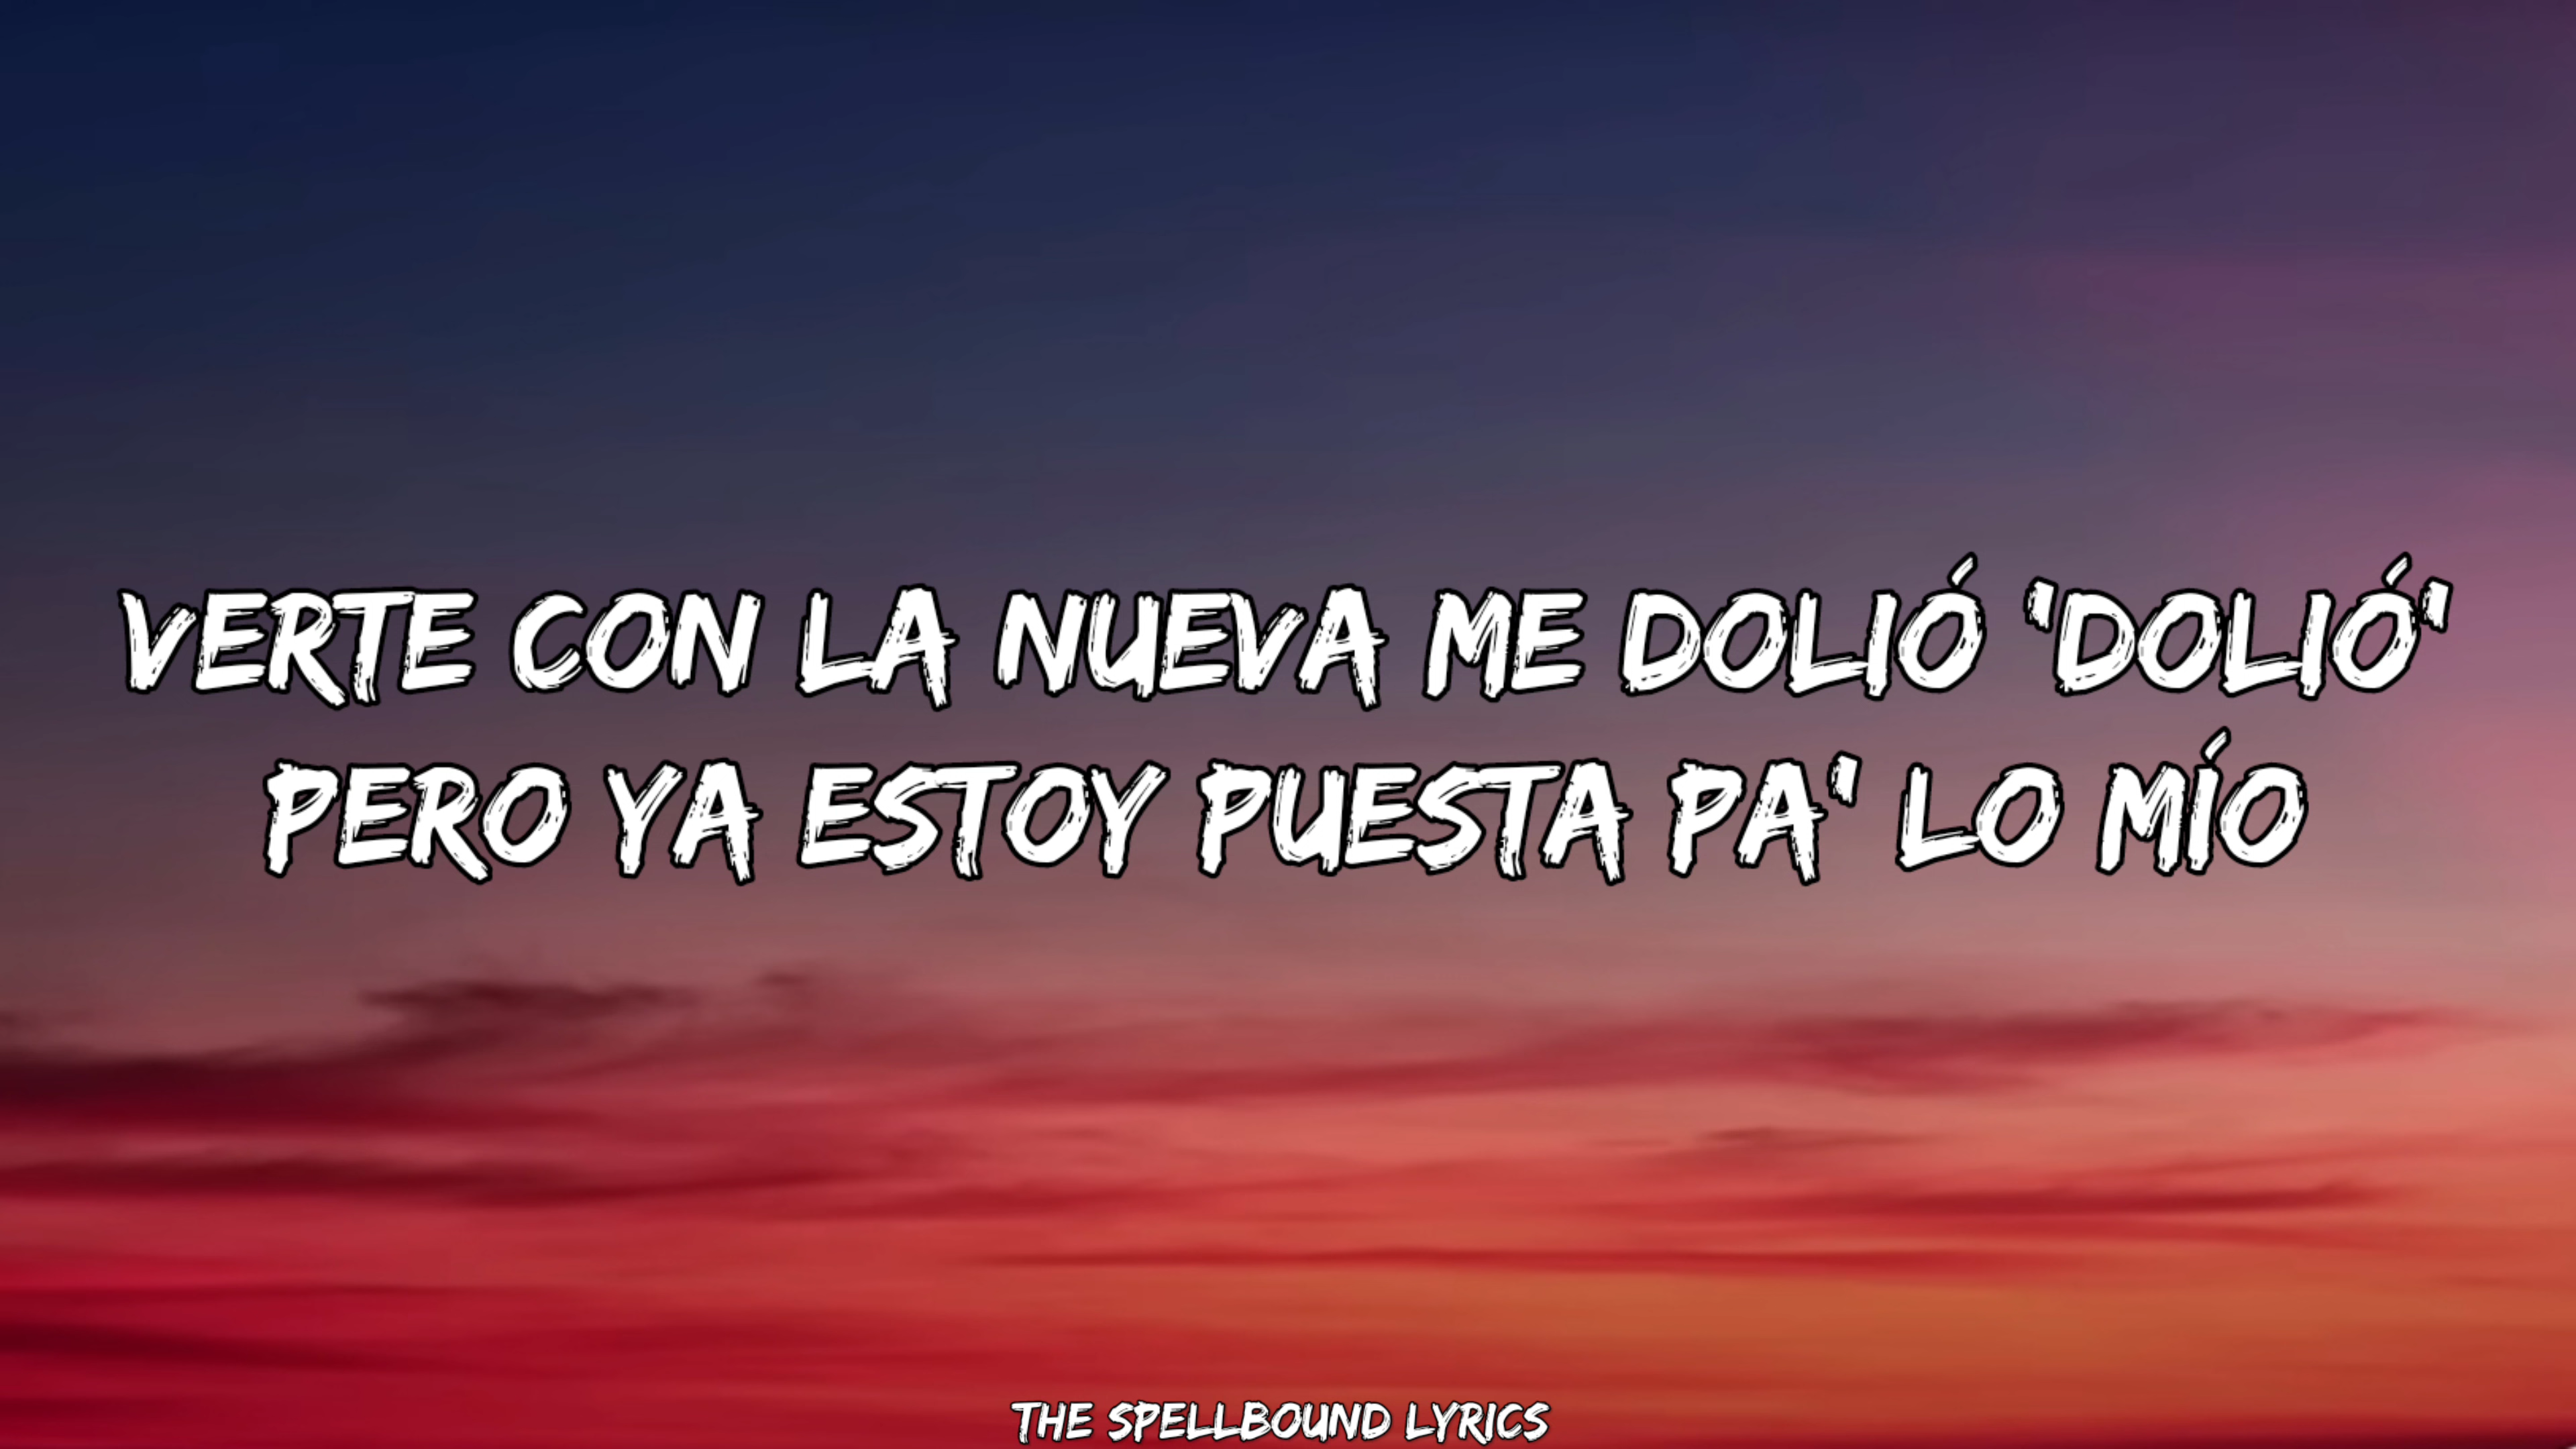 VERTE CON LA NUEVA ME DOLIÓ 'DOLIÓ'
PERO YA ESTOY PUESTA PA' LO MÍO
THE SPELLBOUND LYRICS